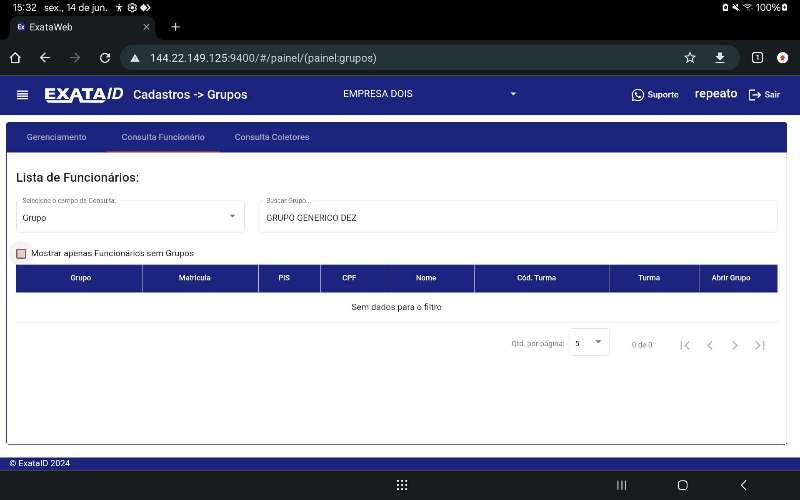 15:32 sex., 14 de jun. 100%
Ex ExataWeb
144.22.149.125:9400/#/painel/(painel:grupos) 1
EXATAID Cadastros -> Grupos EMPRESA DOIS Suporte repeato Sair
Gerenciamento Consulta Funcionário Consulta Coletores
Lista de Funcionários:
Selecione o campo da Consulta: Buscar Grupo...
Grupo GRUPO GENERICO DEZ
Mostrar apenas Funcionários sem Grupos
Grupo Matrícula PIS CPF Nome Cód. Turma Turma Abrir Grupo
Sem dados para o filtro
Qtd. por página: 5 0 de 0
© ExataID 2024